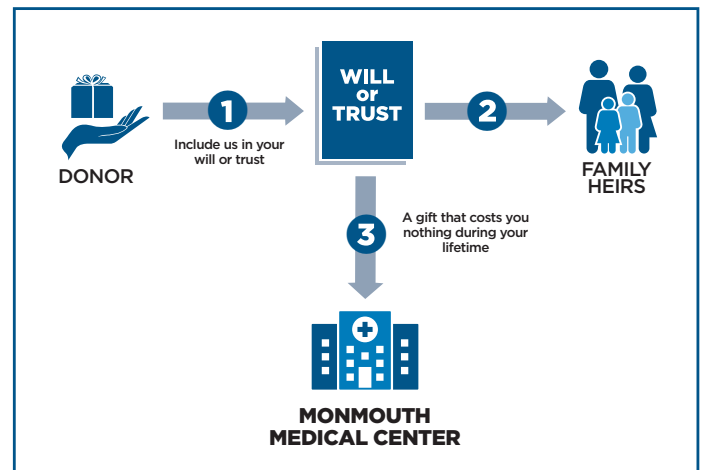 DONOR
1
Include us in your
will or trust
WILL
or
TRUST
2
FAMILY
HEIRS
3
A gift that costs you
nothing during your
lifetime
MONMOUTH
MEDICAL CENTER